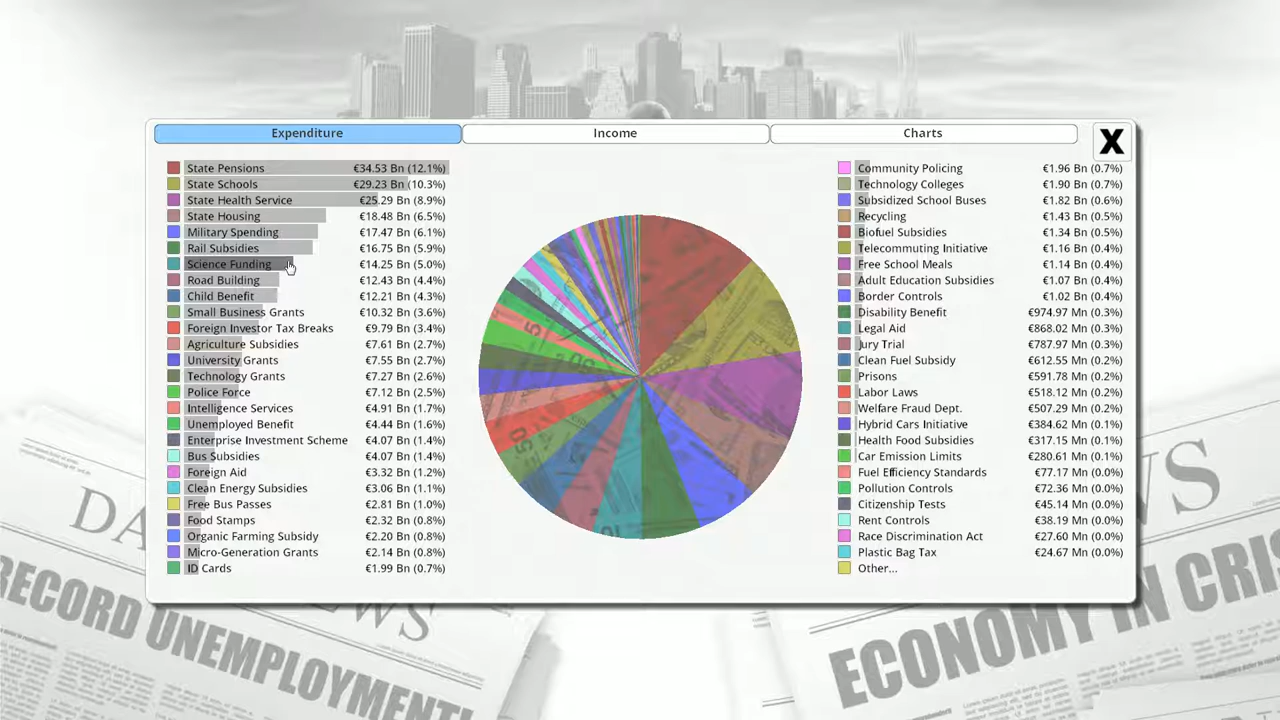 Expenditure
Income
Charts
X
State Pensions €34.53 Bn (12.1%)
State Schools €29.23 Bn (10.3%)
State Health Service €25.29 Bn (8.9%)
State Housing €18.48 Bn (6.5%)
Military Spending €17.47 Bn (6.1%)
Rail Subsidies €16.75 Bn (5.9%)
Science Funding €14.25 Bn (5.0%)
Road Building €12.43 Bn (4.4%)
Child Benefit €12.21 Bn (4.3%)
Small Business Grants €10.32 Bn (3.6%)
Foreign Investor Tax Breaks €9.79 Bn (3.4%)
Agriculture Subsidies €7.61 Bn (2.7%)
University Grants €7.55 Bn (2.7%)
Technology Grants €7.27 Bn (2.6%)
Police Force €7.12 Bn (2.5%)
Intelligence Services €4.91 Bn (1.7%)
Unemployed Benefit €4.44 Bn (1.6%)
Enterprise Investment Scheme €4.07 Bn (1.4%)
Bus Subsidies €4.07 Bn (1.4%)
Foreign Aid €3.32 Bn (1.2%)
Clean Energy Subsidies €3.06 Bn (1.1%)
Free Bus Passes €2.81 Bn (1.0%)
Food Stamps €2.32 Bn (0.8%)
Organic Farming Subsidy €2.20 Bn (0.8%)
Micro-Generation Grants €2.14 Bn (0.8%)
ID Cards €1.99 Bn (0.7%)
Community Policing €1.96 Bn (0.7%)
Technology Colleges €1.90 Bn (0.7%)
Subsidized School Buses €1.82 Bn (0.6%)
Recycling €1.43 Bn (0.5%)
Biofuel Subsidies €1.34 Bn (0.5%)
Telecommuting Initiative €1.16 Bn (0.4%)
Free School Meals €1.14 Bn (0.4%)
Adult Education Subsidies €1.07 Bn (0.4%)
Border Controls €1.02 Bn (0.4%)
Disability Benefit €974.97 Mn (0.3%)
Legal Aid €868.02 Mn (0.3%)
Jury Trial €787.97 Mn (0.3%)
Clean Fuel Subsidy €612.55 Mn (0.2%)
Prisons €591.78 Mn (0.2%)
Labor Laws €518.12 Mn (0.2%)
Welfare Fraud Dept. €507.29 Mn (0.2%)
Hybrid Cars Initiative €384.62 Mn (0.1%)
Health Food Subsidies €317.15 Mn (0.1%)
Car Emission Limits €280.61 Mn (0.1%)
Fuel Efficiency Standards €77.17 Mn (0.0%)
Pollution Controls €72.36 Mn (0.0%)
Citizenship Tests €45.14 Mn (0.0%)
Rent Controls €38.19 Mn (0.0%)
Race Discrimination Act €27.60 Mn (0.0%)
Plastic Bag Tax €24.67 Mn (0.0%)
Other...
RECORD UNEMPLOYMENT
ECONOMY IN CRIS